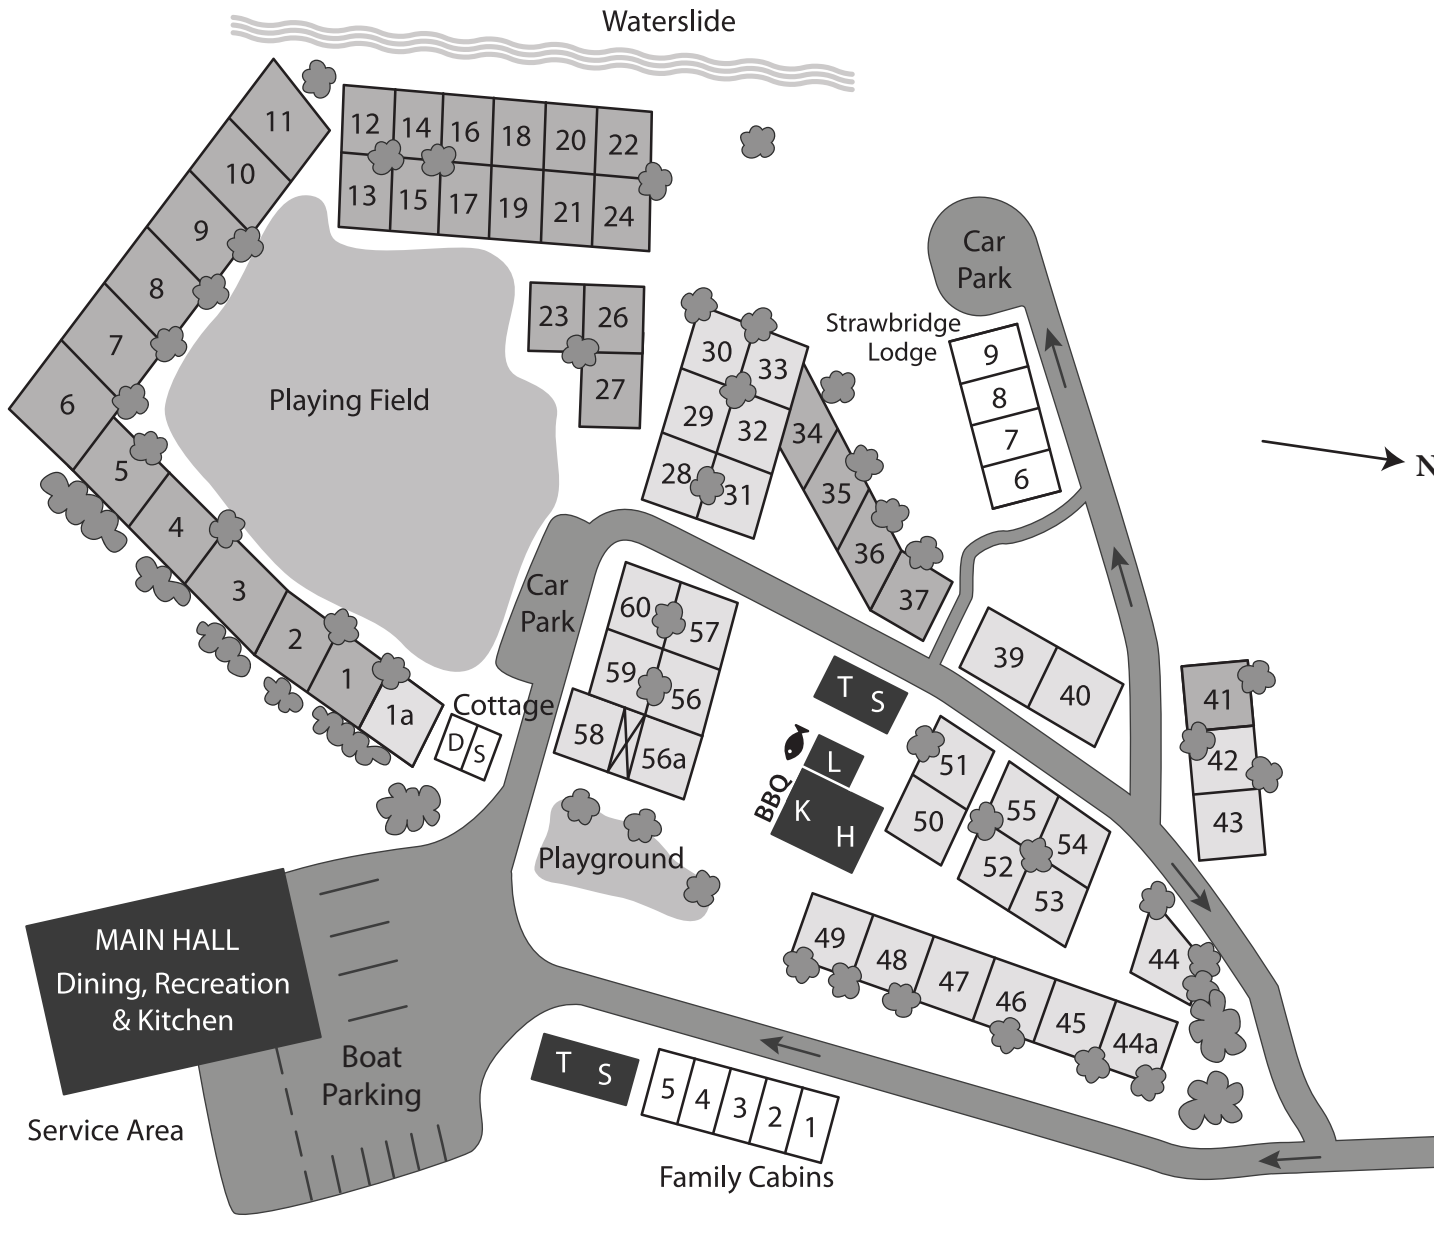 Waterslide
11
10
9
8
7
6
5
4
3
2
1
1a
12
14
16
18
20
22
13
15
17
19
21
24
23
26
27
Playing Field
30
33
29
32
28
31
34
35
36
37
Strawbridge
Lodge
9
8
7
6
Car
Park
N
Car
Park
60
57
59
56
58
56a
Cottage
D
S
T S
L
K
H
BBQ
39
40
41
42
43
51
50
55
54
52
53
44
49
48
47
46
45
44a
Playground
MAIN HALL
Dining, Recreation
& Kitchen
Boat
Parking
Service Area
T S
5
4
3
2
1
Family Cabins